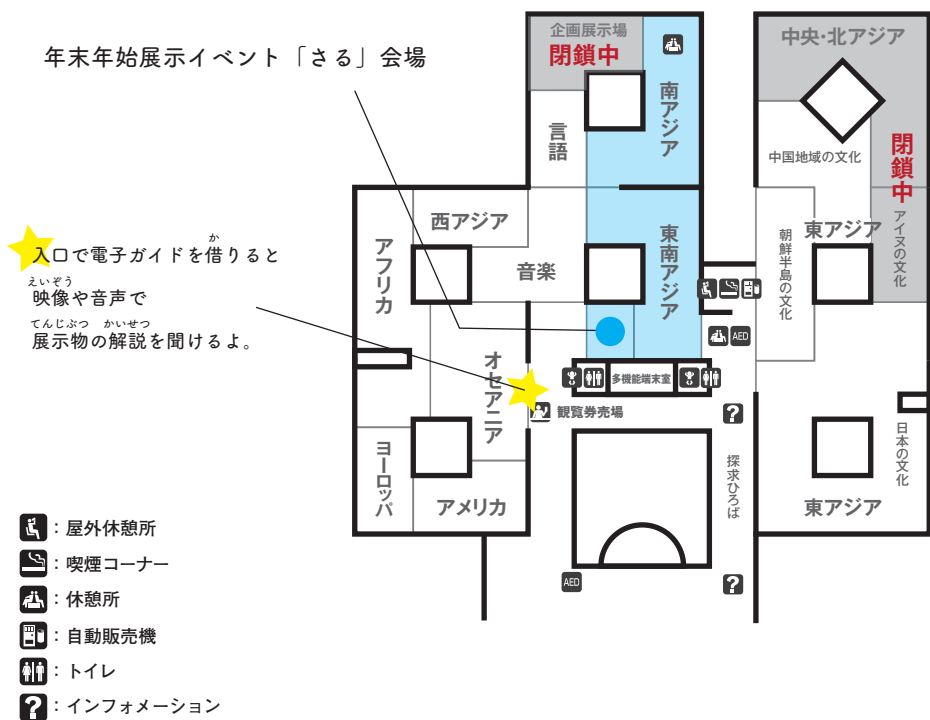 年末年始展示イベント「さる」会場
企画展示場
閉鎖中
南アジア
言語
中央・北アジア
中国地域の文化
閉鎖中
アイヌの文化
東アジア
朝鮮半島の文化
西アジア
アフリカ
音楽
東南アジア
か
入口で電子ガイドを借りると
えいぞう
映像や音声で
てんじぶつ かいせつ
展示物の解説を聞けるよ。
オセアニア
AED
多機能端末室
観覧券売場
?
ヨーロッパ
アメリカ
探求ひろば
日本の文化
東アジア
AED
?
:屋外休憩所
:喫煙コーナー
:休憩所
:自動販売機
:トイレ
?:インフォメーション